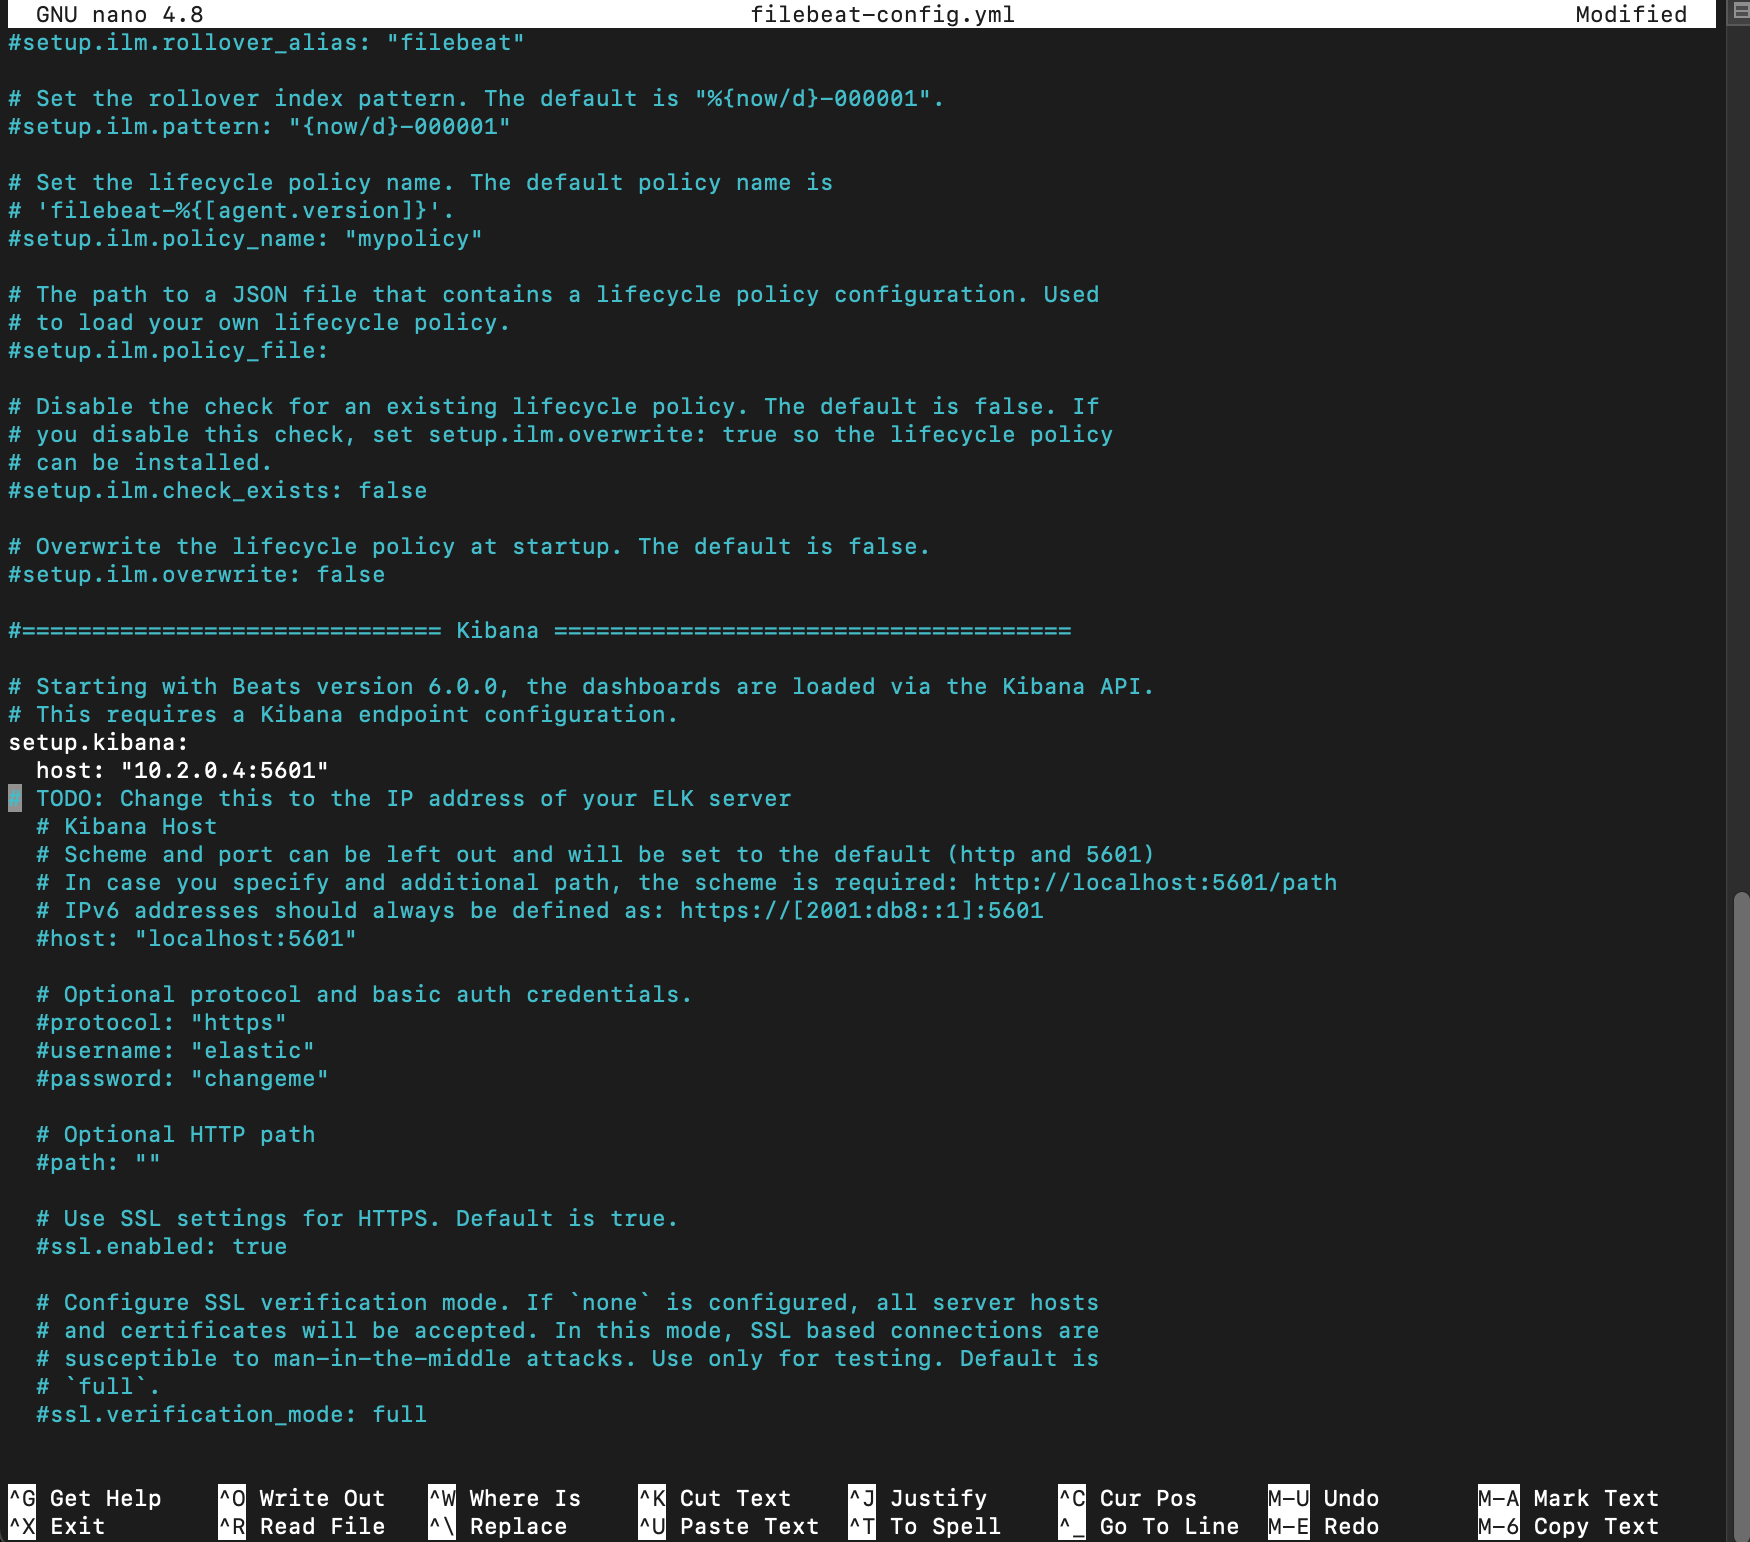 GNU nano 4.8 filebeat-config.yml Modified
#setup.ilm.rollover_alias: "filebeat"

# Set the rollover index pattern. The default is "%{now/d}-000001".
#setup.ilm.pattern: "{now/d}-000001"

# Set the lifecycle policy name. The default policy name is
# 'filebeat-%{[agent.version]}'.
#setup.ilm.policy_name: "mypolicy"

# The path to a JSON file that contains a lifecycle policy configuration. Used
# to load your own lifecycle policy.
#setup.ilm.policy_file:

# Disable the check for an existing lifecycle policy. The default is false. If
# you disable this check, set setup.ilm.overwrite: true so the lifecycle policy
# can be installed.
#setup.ilm.check_exists: false

# Overwrite the lifecycle policy at startup. The default is false.
#setup.ilm.overwrite: false

#============================== Kibana =====================================

# Starting with Beats version 6.0.0, the dashboards are loaded via the Kibana API.
# This requires a Kibana endpoint configuration.
setup.kibana:
  host: "10.2.0.4:5601"
# TODO: Change this to the IP address of your ELK server
  # Kibana Host
  # Scheme and port can be left out and will be set to the default (http and 5601)
  # In case you specify and additional path, the scheme is required: http://localhost:5601/path
  # IPv6 addresses should always be defined as: https://[2001:db8::1]:5601
  #host: "localhost:5601"

  # Optional protocol and basic auth credentials.
  #protocol: "https"
  #username: "elastic"
  #password: "changeme"

  # Optional HTTP path
  #path: ""

  # Use SSL settings for HTTPS. Default is true.
  #ssl.enabled: true

  # Configure SSL verification mode. If `none` is configured, all server hosts
  # and certificates will be accepted. In this mode, SSL based connections are
  # susceptible to man-in-the-middle attacks. Use only for testing. Default is
  # `full`.
  #ssl.verification_mode: full

^G Get Help ^O Write Out ^W Where Is ^K Cut Text ^J Justify ^C Cur Pos M-U Undo M-A Mark Text
^X Exit ^R Read File ^\ Replace ^U Paste Text ^T To Spell ^_ Go To Line M-E Redo M-6 Copy Text